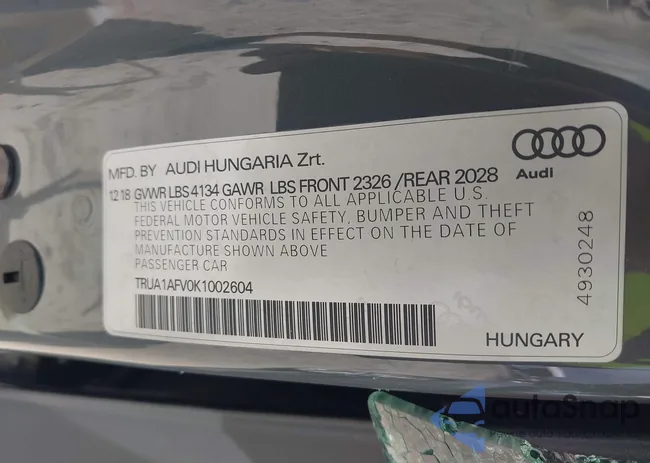 MFD. BY AUDI HUNGARIA Zrt.
12 18 GVWR LBS 4134 GAWR LBS FRONT 2326 /REAR 2028
THIS VEHICLE CONFORMS TO ALL APPLICABLE U.S.
FEDERAL MOTOR VEHICLE SAFETY, BUMPER AND THEFT
PREVENTION STANDARDS IN EFFECT ON THE DATE OF
MANUFACTURE SHOWN ABOVE
PASSENGER CAR
TRUA1AFV0K1002604
Audi
4930248
HUNGARY
autoSnap